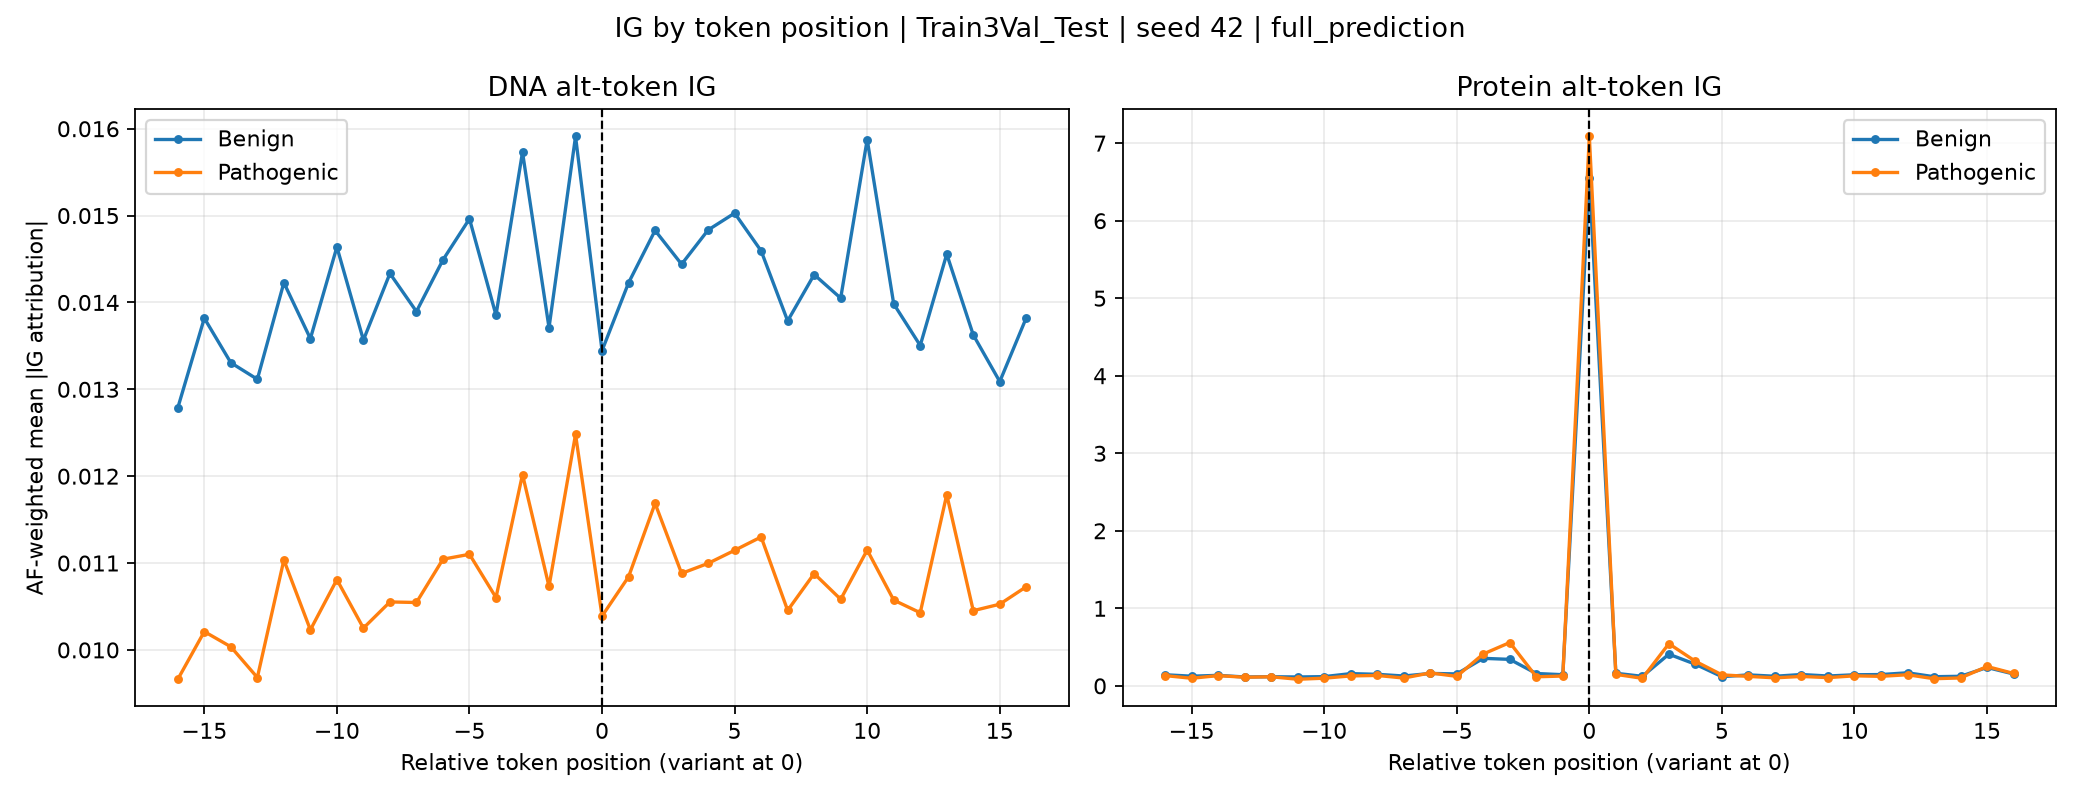 IG by token position | Train3Val_Test | seed 42 | full_prediction
DNA alt-token IG
AF-weighted mean |IG attribution|
0.016
0.015
0.014
0.013
0.012
0.011
0.010
Benign
Pathogenic
−15 −10 −5 0 5 10 15
Relative token position (variant at 0)
Protein alt-token IG
7
6
5
4
3
2
1
0
Benign
Pathogenic
−15 −10 −5 0 5 10 15
Relative token position (variant at 0)